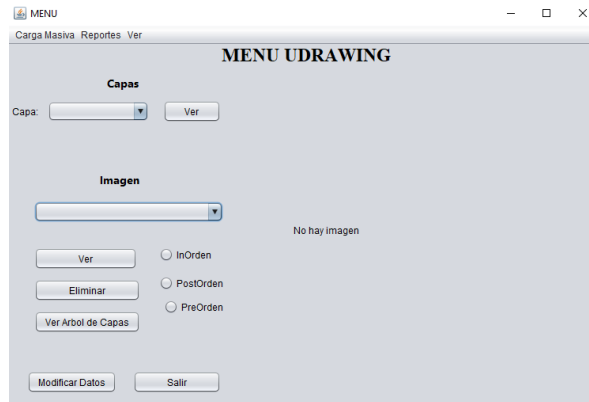 MENU
Carga Masiva Reportes Ver
MENU UDRAWING
Capas
Capa:
Ver
Imagen
No hay imagen
Ver
InOrden
Eliminar
PostOrden
PreOrden
Ver Arbol de Capas
Modificar Datos
Salir